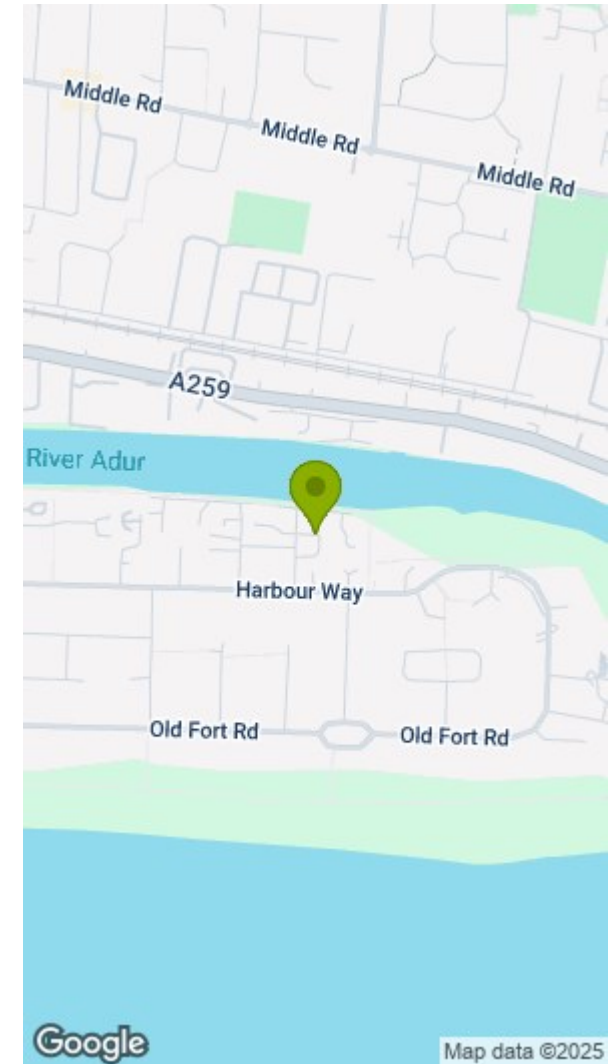 Middle Rd
Middle Rd
Middle Rd
A259
River Adur
Harbour Way
Old Fort Rd
Old Fort Rd
Google
Map data ©2025